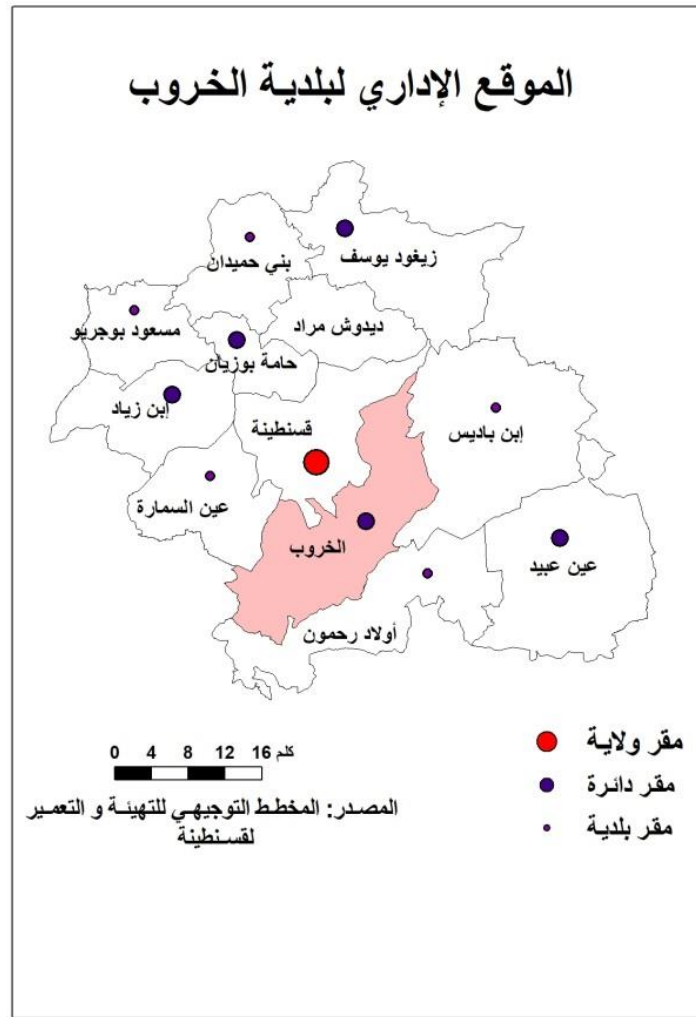 الموقع الإداري لبلدية الخروب
زيغود يوسف
بني حميدان
ديدوش مراد
مسعود بوجريو
حامة بوزيان
إبن زياد
قسنطينة
إبن باديس
عين السمارة
الخروب
عين عبيد
أولاد رحمون
مقر ولاية
مقر دائرة
مقر بلدية
0 4 8 12 16 كلم
المصدر: المخطط التوجيهي للتهيئة و التعمير
لقسنطينة